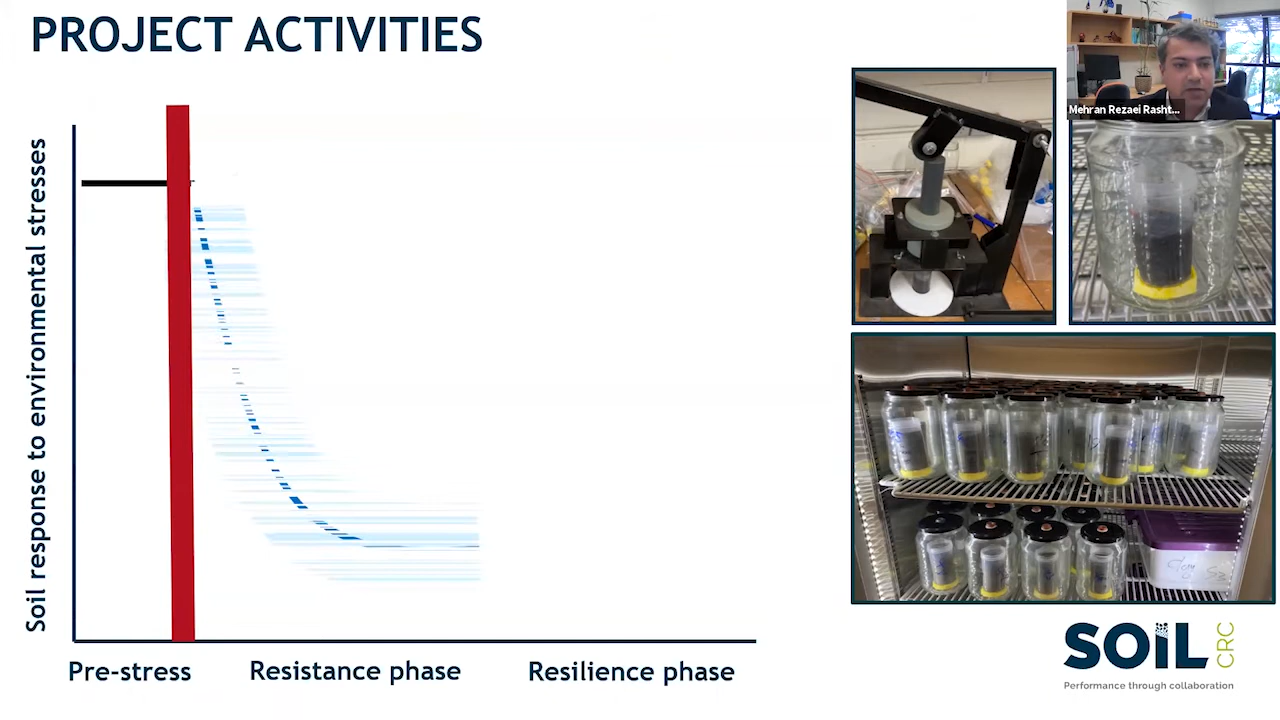 PROJECT ACTIVITIES
Mehran Rezaei Rasht...
Soil response to environmental stresses
Pre-stress
Resistance phase
Resilience phase
SOiL CRC
Performance through collaboration